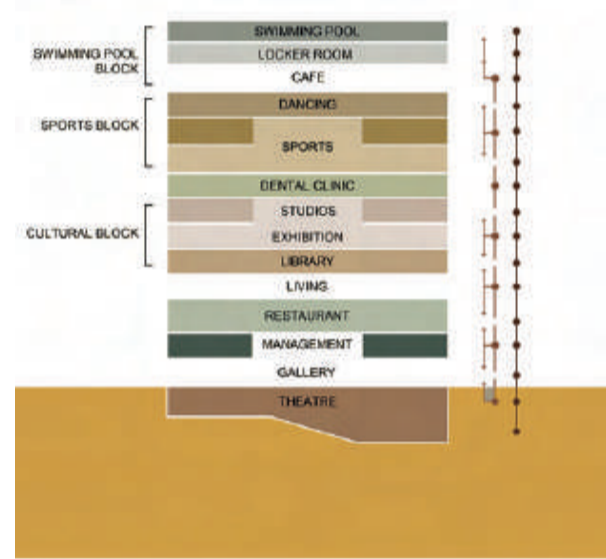 SWIMMING POOL
LOCKER ROOM
SWIMMING POOL
BLOCK
CAFE
DANCING
SPORTS BLOCK
SPORTS
DENTAL CLINIC
STUDIOS
CULTURAL BLOCK
EXHIBITION
LIBRARY
LIVING
RESTAURANT
MANAGEMENT
GALLERY
THEATRE